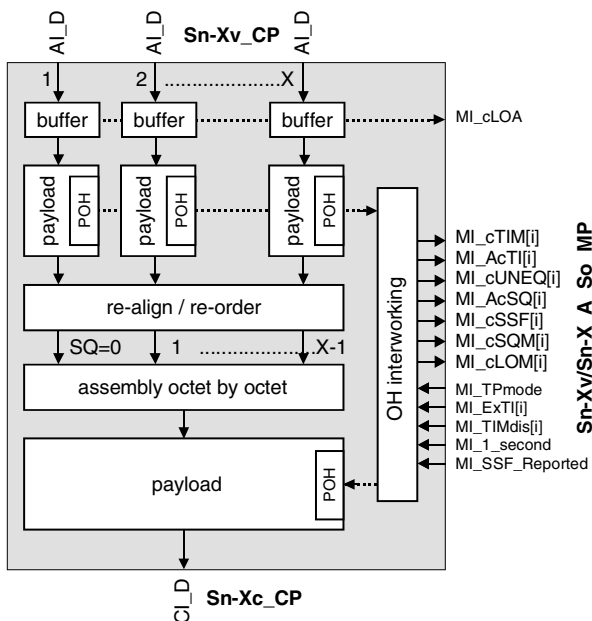 AI_D AI_D Sn-Xv_CP AI_D
1 2 ........................X
buffer buffer buffer
MI_cLOA
payload POH payload POH payload POH
OH interworking
MI_cTIM[i]
MI_AcTI[i]
MI_cUNEQ[i]
MI_AcSQ[i]
MI_cSSF[i]
MI_cSQM[i]
MI_cLOM[i]
MI_TPmode
MI_ExTI[i]
MI_TIMdis[i]
MI_1_second
MI_SSF_Reported
Sn-Xv/Sn-X A So MP
re-align / re-order
SQ=0 1 .......................X-1
assembly octet by octet
payload POH
CI_D Sn-Xc_CP